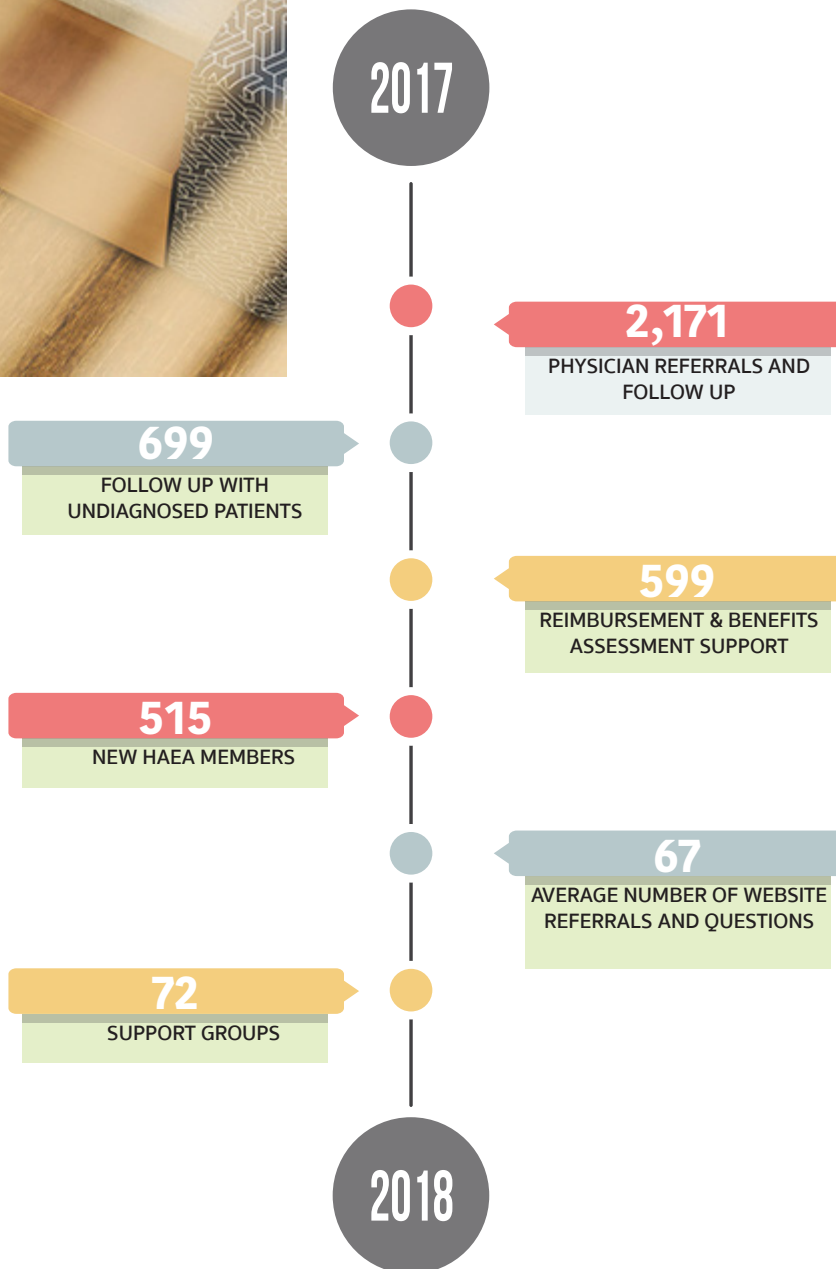 2017
2,171
PHYSICIAN REFERRALS AND
FOLLOW UP
699
FOLLOW UP WITH
UNDIAGNOSED PATIENTS
599
REIMBURSEMENT & BENEFITS
ASSESSMENT SUPPORT
515
NEW HAEA MEMBERS
67
AVERAGE NUMBER OF WEBSITE
REFERRALS AND QUESTIONS
72
SUPPORT GROUPS
2018